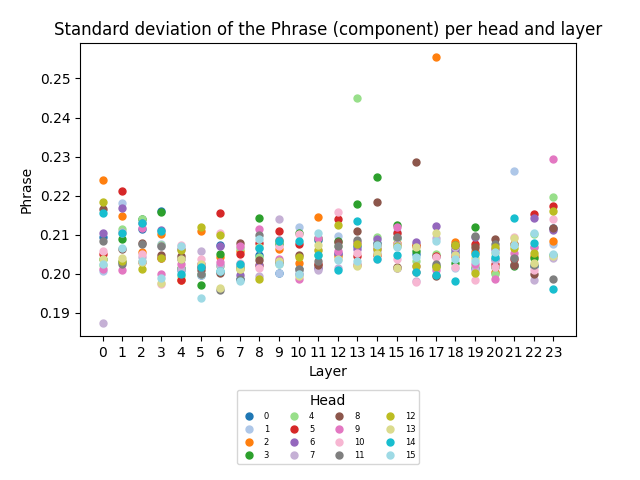 Standard deviation of the Phrase (component) per head and layer
Phrase
0.25
0.24
0.23
0.22
0.21
0.20
0.19
0 1 2 3 4 5 6 7 8 9 10 11 12 13 14 15 16 17 18 19 20 21 22 23
Layer
Head
0 4 8 12
1 5 9 13
2 6 10 14
3 7 11 15